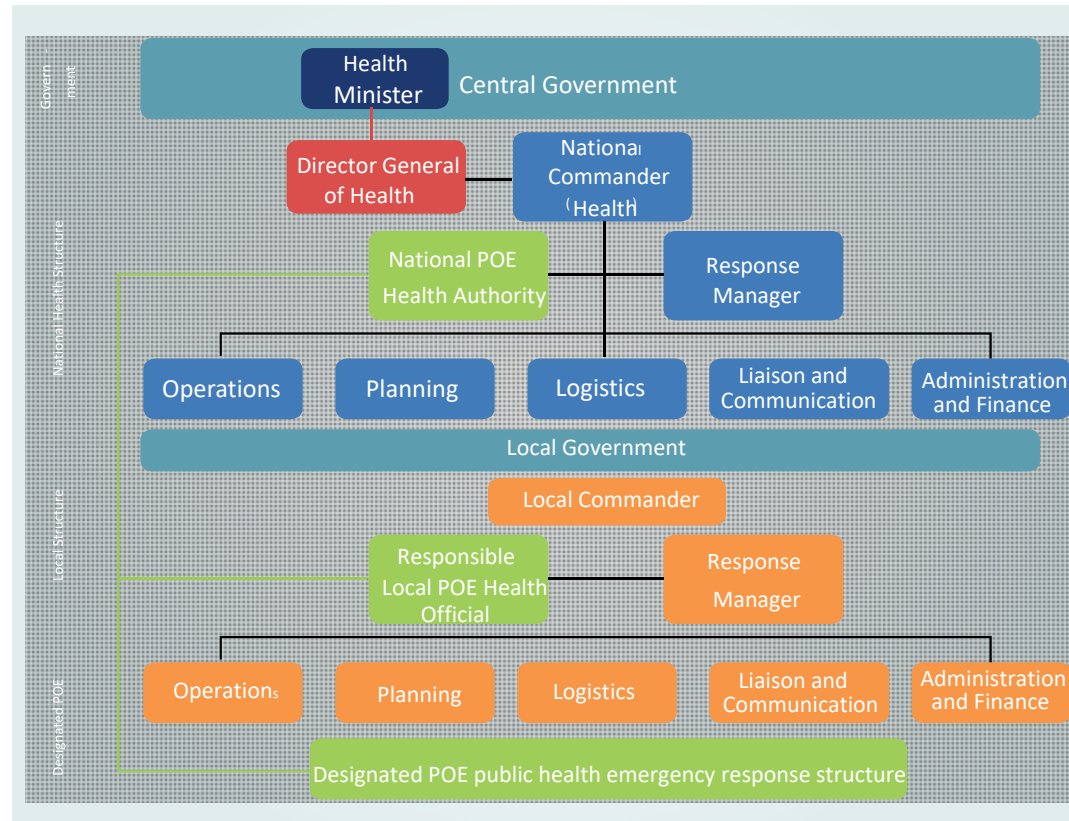 Govern -
ment
Health
Minister
Central Government
Director General
of Health
National
Commander
(Health)
National Health Structure
National POE
Health Authority
Response
Manager
Operations
Planning
Logistics
Liaison and
Communication
Administration
and Finance
Local Government
Local Structure
Local Commander
Responsible
Local POE Health
Official
Response
Manager
Designated POE
Operations
Planning
Logistics
Liaison and
Communication
Administration
and Finance
Designated POE public health emergency response structure